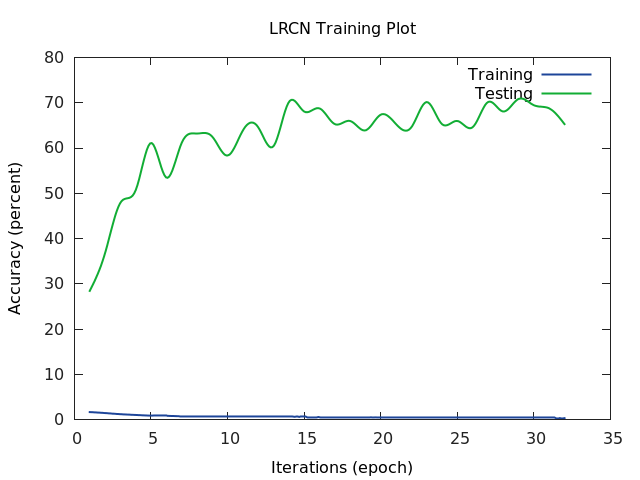 LRCN Training Plot
80
70
60
50
40
30
20
10
0
Training
Testing
Accuracy (percent)
0 5 10 15 20 25 30 35
Iterations (epoch)